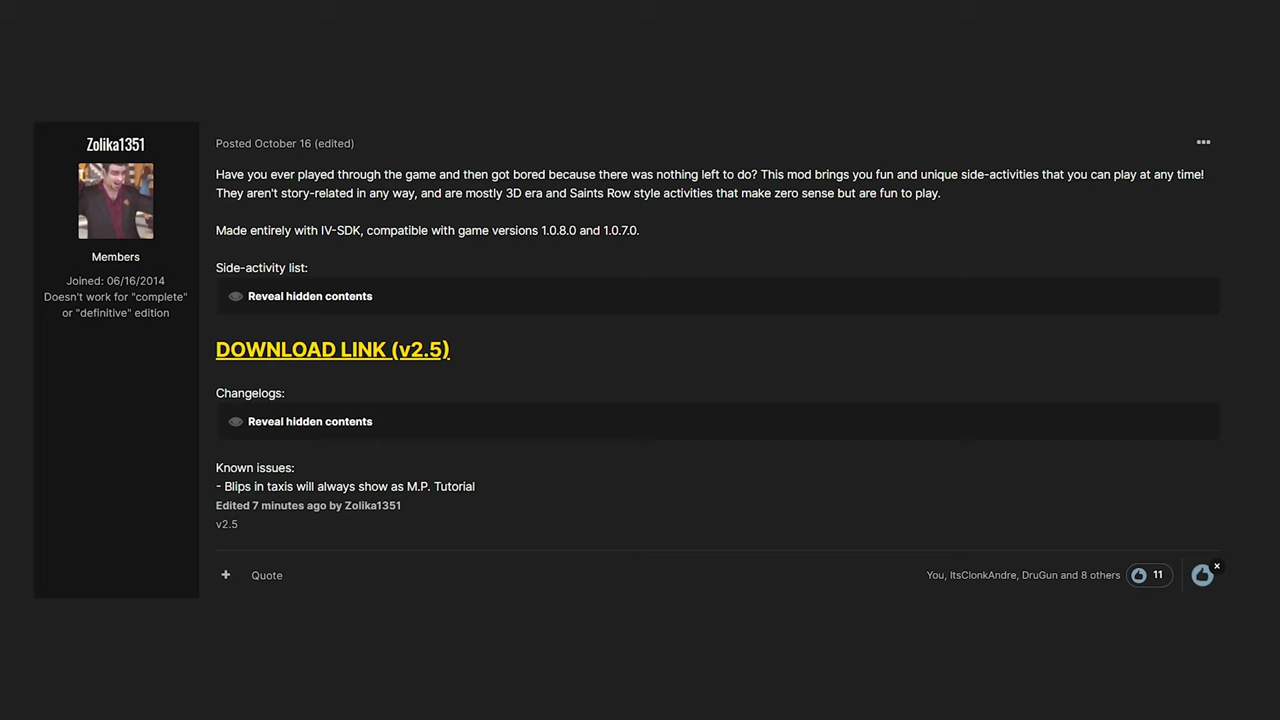 Zolika1351
Members
Joined: 06/16/2014
Doesn't work for "complete"
or "definitive" edition
Posted October 16 (edited)
Have you ever played through the game and then got bored because there was nothing left to do? This mod brings you fun and unique side-activities that you can play at any time!
They aren't story-related in any way, and are mostly 3D era and Saints Row style activities that make zero sense but are fun to play.
Made entirely with IV-SDK, compatible with game versions 1.0.8.0 and 1.0.7.0.
Side-activity list:
Reveal hidden contents
DOWNLOAD LINK (v2.5)
Changelogs:
Reveal hidden contents
Known issues:
- Blips in taxis will always show as M.P. Tutorial
Edited 7 minutes ago by Zolika1351
v2.5
+ Quote
You, ItsClonkAndre, DruGun and 8 others 11